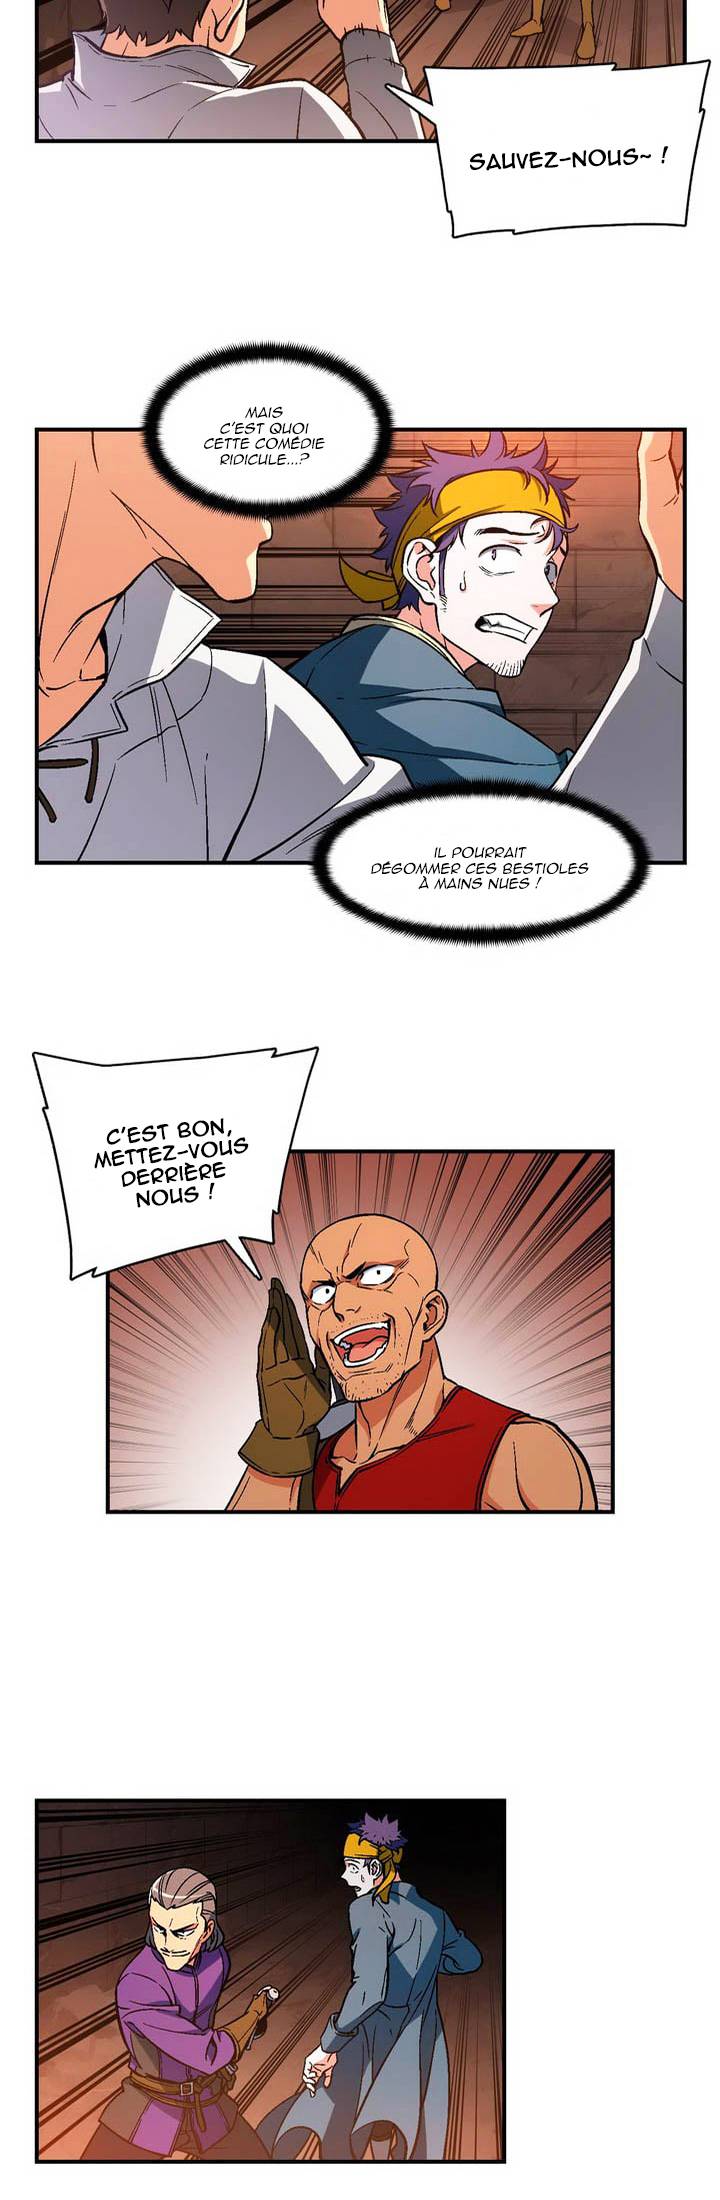 SAUVEZ-NOUS~ !
MAIS
C'EST QUOI
CETTE COMÉDIE
RIDICULE...?
IL POURRAIT
DÉGOMMER CES BESTIOLES
À MAINS NUES !
C'EST BON,
METTEZ-VOUS
DERRIÈRE
NOUS !